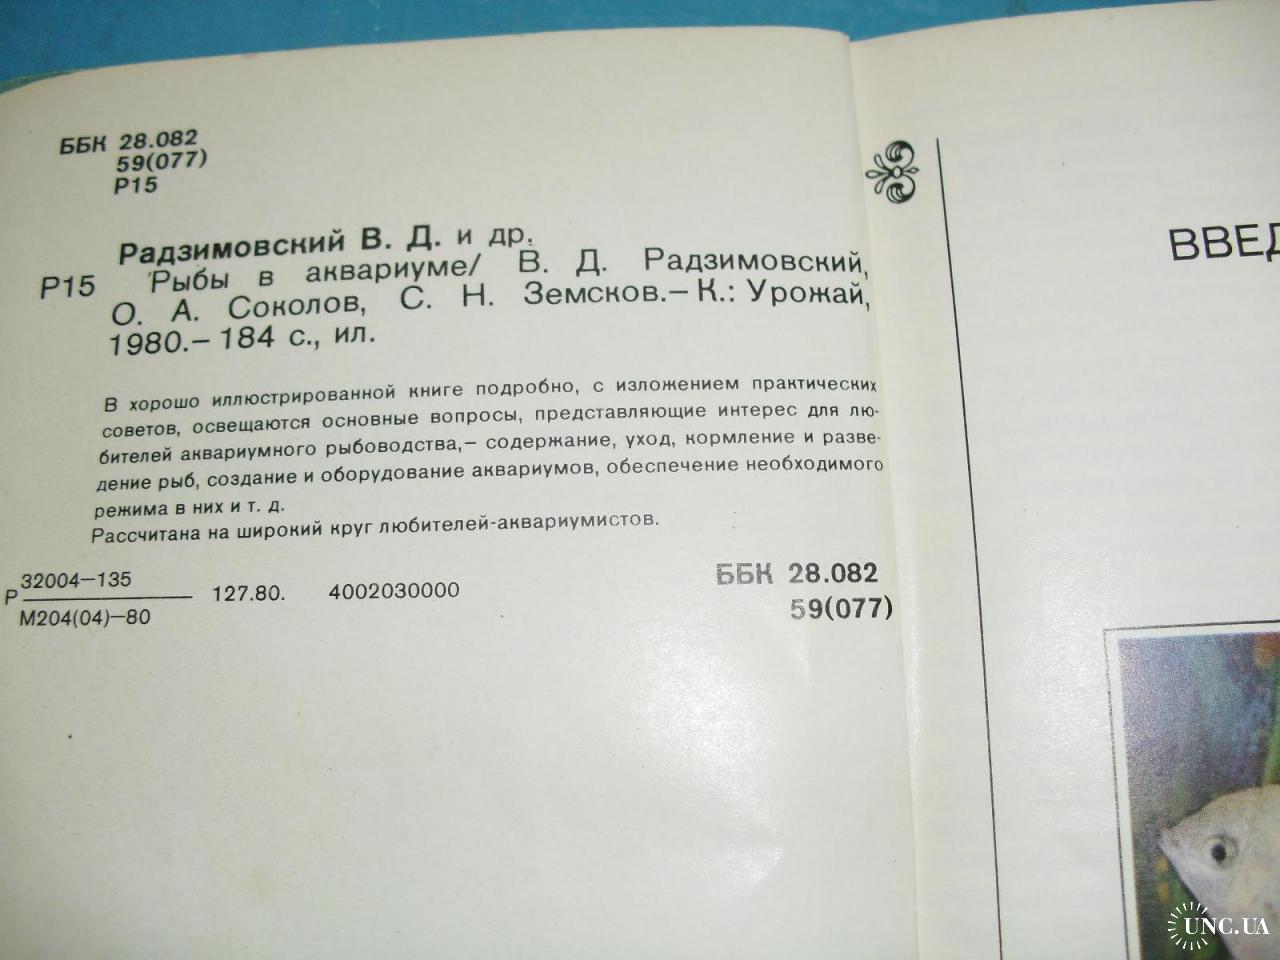 ББК 28.082
59(077)
Р15
Радзимовский В. Д. и др.
Р15 Рыбы в аквариуме/ В. Д. Радзимовский,
О. А. Соколов, С. Н. Земсков.— К.: Урожай,
1980.— 184 с., ил.
В хорошо иллюстрированной книге подробно, с изложением практических
советов, освещаются основные вопросы, представляющие интерес для лю-
бителей аквариумного рыбоводства,— содержание, уход, кормление и разве-
дение рыб, создание и оборудование аквариумов, обеспечение необходимого
режима в них и т. д.
Рассчитана на широкий круг любителей-аквариумистов.
Р 32004—135
М204(04)—80
127.80. 4002030000
ББК 28.082
59(077)
ВВЕД
UNC.UA